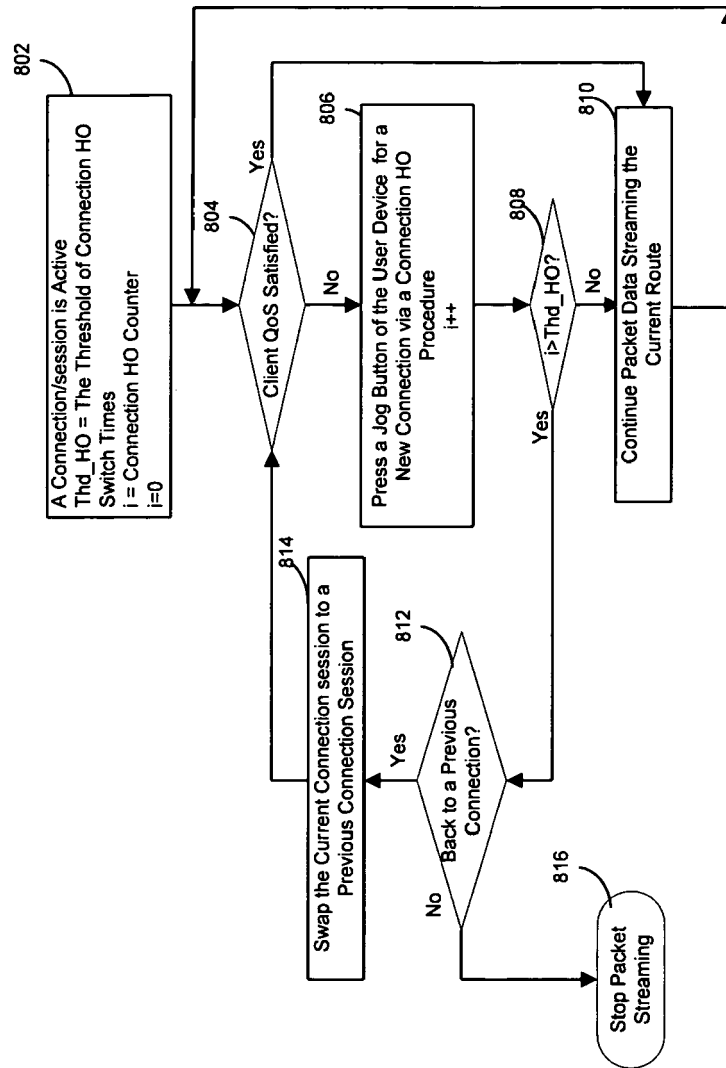 802
A Connection/session is Active
Thd_HO = The Threshold of Connection HO
Switch Times
i = Connection HO Counter
i=0
804
Client QoS Satisfied?
Yes
No
806
Press a Jog Button of the User Device for a
New Connection via a Connection HO
Procedure
i++
808
i>Thd_HO?
Yes
No
810
Continue Packet Data Streaming the
Current Route
814
Swap the Current Connection session to a
Previous Connection Session
812
Back to a Previous
Connection?
Yes
No
816
Stop Packet
Streaming